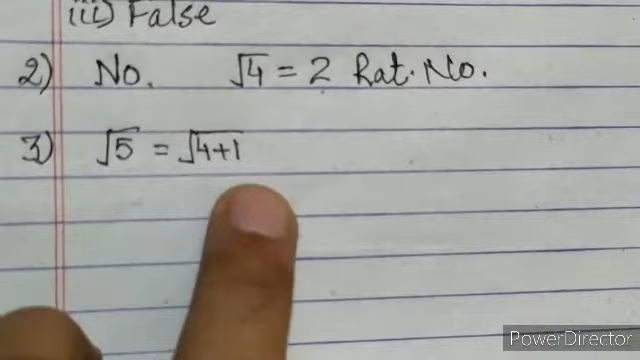 iii) False
2) No. √4 = 2 Rat. No.
3) √5 = √4+1
PowerDirector